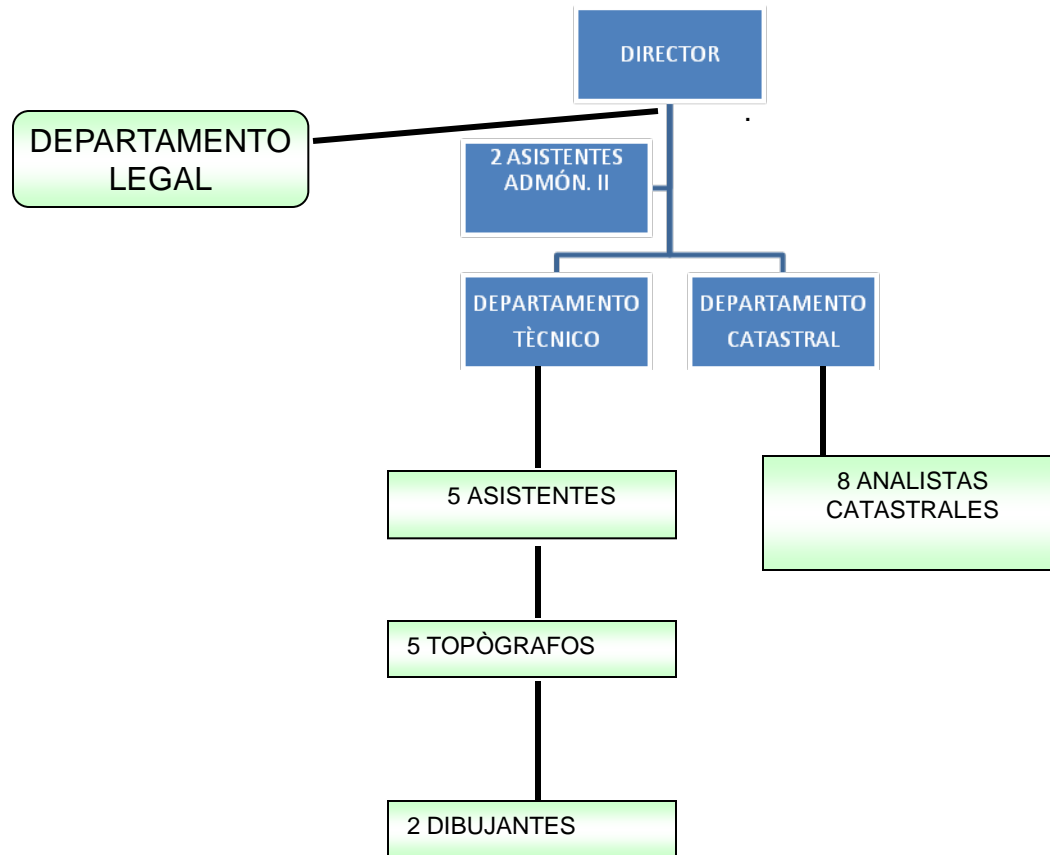 DIRECTOR
.
DEPARTAMENTO
LEGAL
2 ASISTENTES
ADMÓN. II
DEPARTAMENTO
TÈCNICO
DEPARTAMENTO
CATASTRAL
5 ASISTENTES
8 ANALISTAS
CATASTRALES
5 TOPÒGRAFOS
2 DIBUJANTES